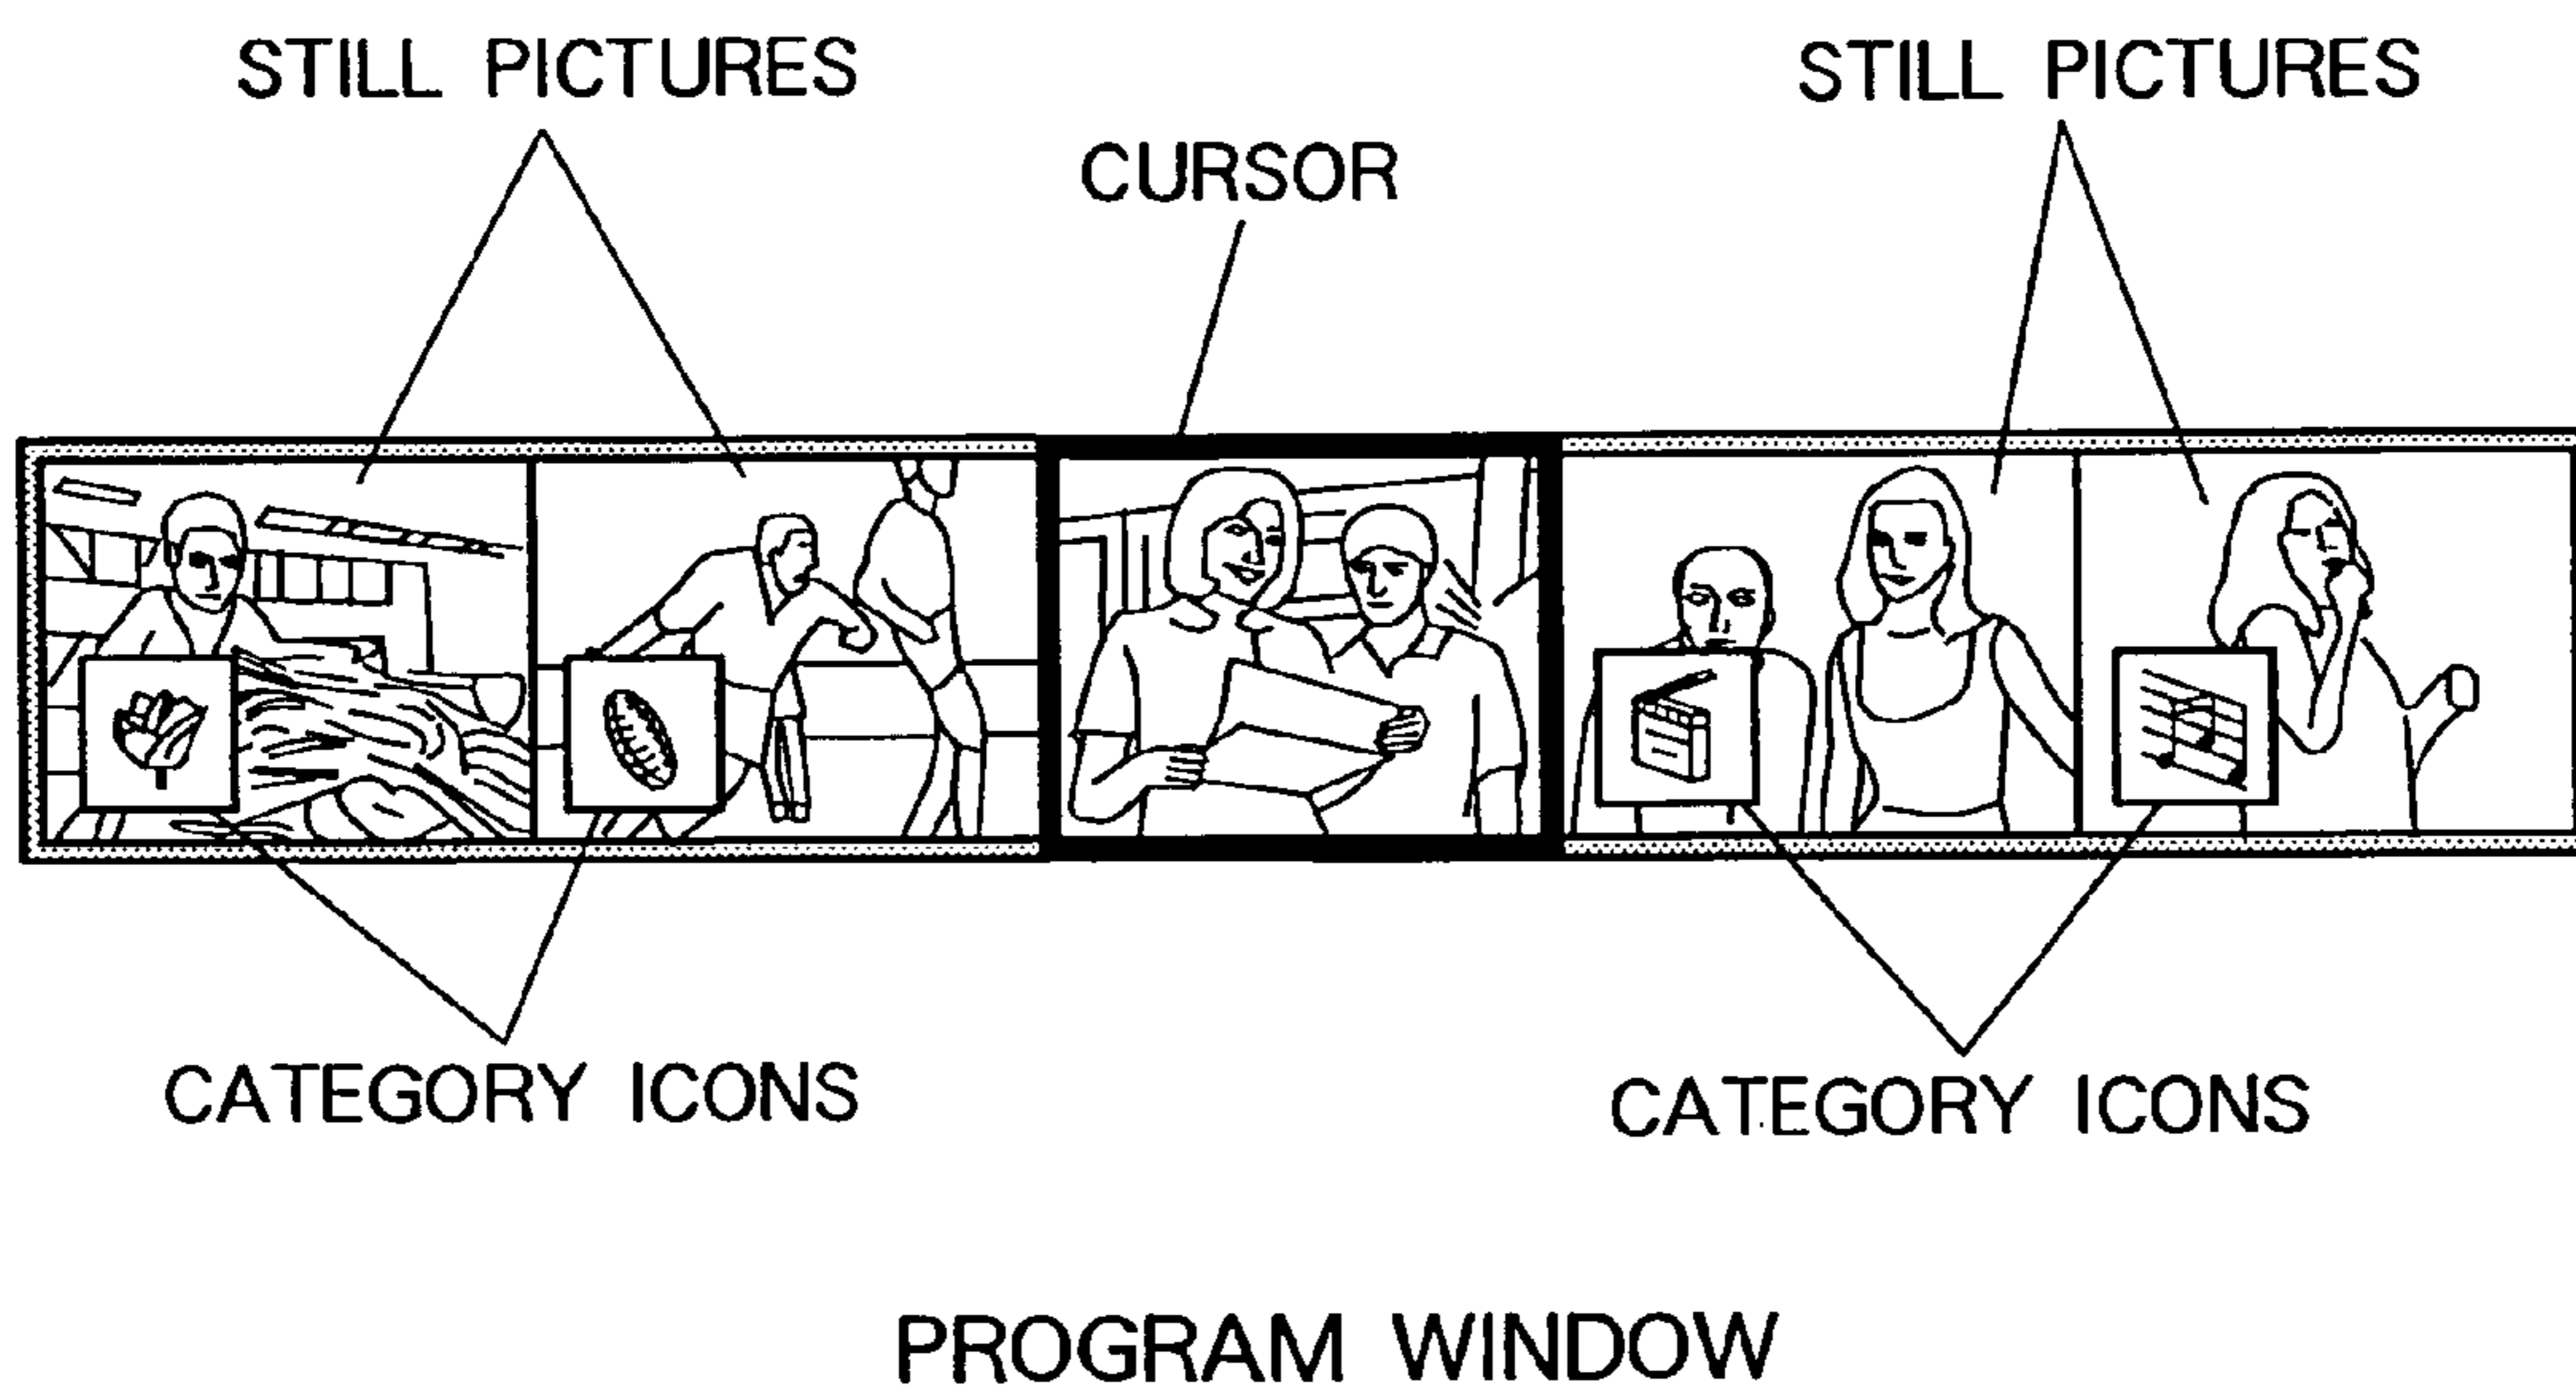 STILL PICTURES
STILL PICTURES
CURSOR
CATEGORY ICONS
CATEGORY ICONS
PROGRAM WINDOW